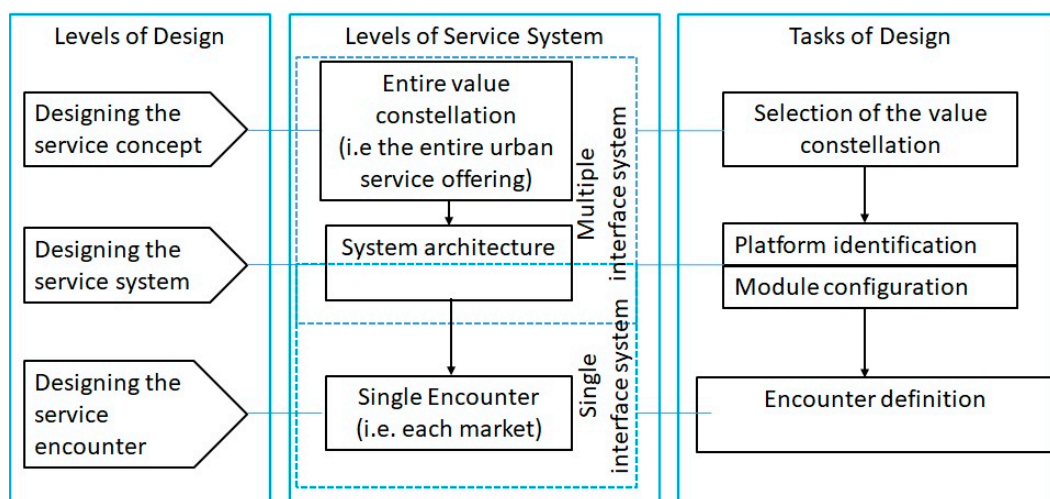 Levels of Design
Designing the
service concept
Designing the
service system
Designing the
service
encounter
Levels of Service System
Entire value
constellation
(i.e the entire urban
service offering)
System architecture
Single Encounter
(i.e. each market)
Multiple
interface system
Single
interface system
Tasks of Design
Selection of the value
constellation
Platform identification
Module configuration
Encounter definition